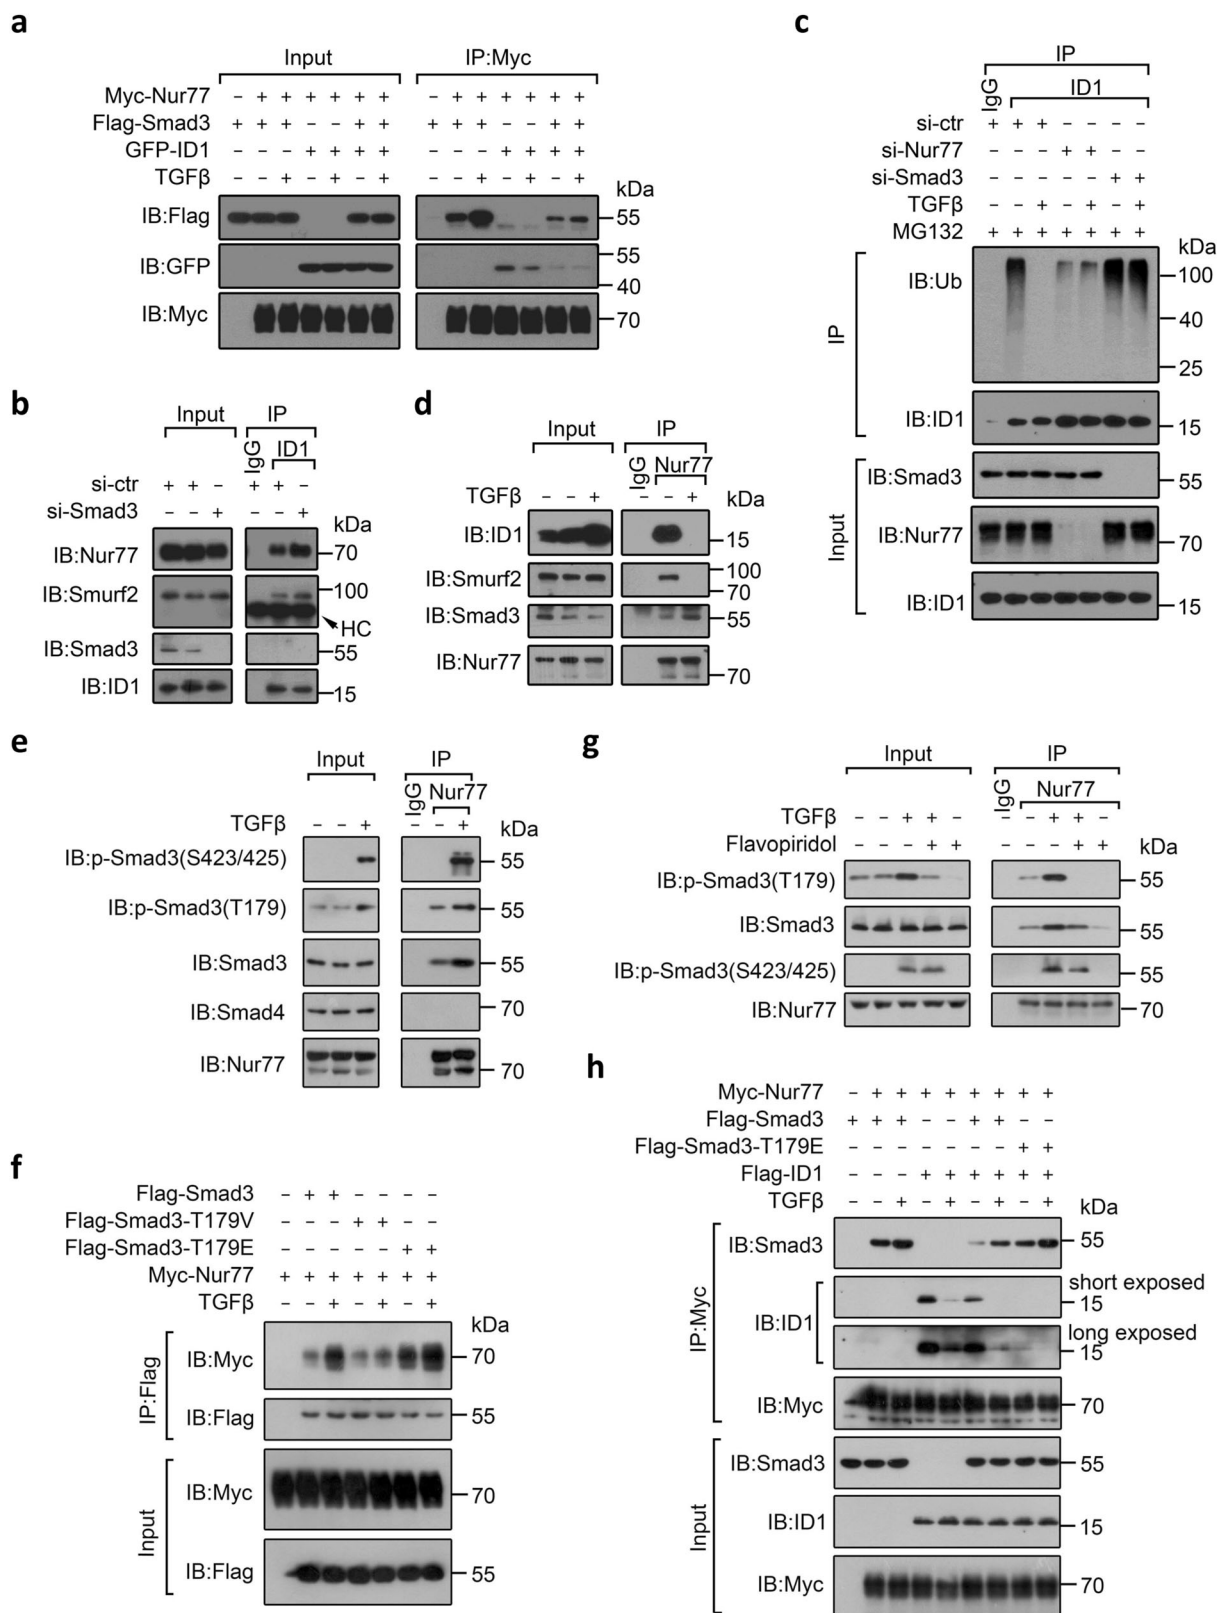 a
Input IP:Myc
Myc-Nur77 – + + + + + + – + + + + + +
Flag-Smad3 + + + – – + + + + + – – + +
GFP-ID1 – – – + + + + – – – + + + +
TGFβ – – + – + – + – – + – + – +
kDa
IB:Flag 55
IB:GFP 55
40
IB:Myc 70
b
Input IP
IgG ID1
si-ctr + + – + + –
si-Smad3 – – + – – +
kDa
IB:Nur77 70
IB:Smurf2 100
HC
IB:Smad3 55
IB:ID1 15
c
IP
IgG ID1
si-ctr + + + – – – –
si-Nur77 – – – + + – –
si-Smad3 – – – – – + +
TGFβ – – + – + – +
MG132 + + + + + + +
kDa
IP
IB:Ub 100
40
25
IB:ID1 15
Input
IB:Smad3 55
IB:Nur77 70
IB:ID1 15
d
Input IP
IgG Nur77
TGFβ – – + – – +
kDa
IB:ID1 15
IB:Smurf2 100
70
IB:Smad3 55
IB:Nur77 70
e
Input IP
IgG Nur77
TGFβ – – + – – +
kDa
IB:p-Smad3(S423/425) 55
IB:p-Smad3(T179) 55
IB:Smad3 55
IB:Smad4 70
IB:Nur77 70
f
Flag-Smad3 – + + – – – –
Flag-Smad3-T179V – – – + + – –
Flag-Smad3-T179E – – – – – + +
Myc-Nur77 + + + + + + +
TGFβ – – + – + – +
kDa
IP:Flag
IB:Myc 70
IB:Flag 55
Input
IB:Myc 70
IB:Flag 55
g
Input IP
IgG Nur77
TGFβ – – + + – – – + + –
Flavopiridol – – – + + – – – + +
kDa
IB:p-Smad3(T179) 55
IB:Smad3 55
IB:p-Smad3(S423/425) 55
IB:Nur77 70
h
Myc-Nur77 – + + + + + + + +
Flag-Smad3 + + + – – + + – –
Flag-Smad3-T179E – – – – – – – + +
Flag-ID1 – – – + + + + + +
TGFβ – – + – + – + – +
kDa
IP:Myc
IB:Smad3 55
IB:ID1
short exposed
15
long exposed
15
IB:Myc 70
Input
IB:Smad3 55
IB:ID1 15
IB:Myc 70